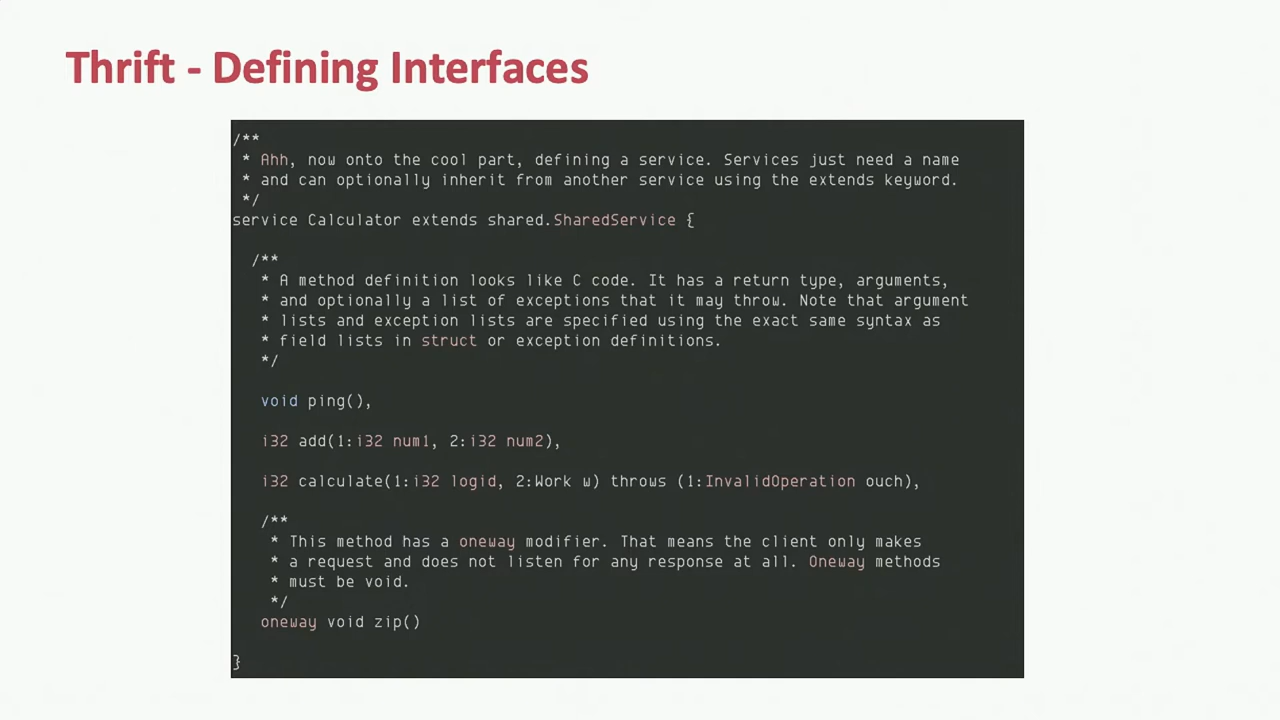 Thrift - Defining Interfaces
/**
 * Ahh, now onto the cool part, defining a service. Services just need a name
 * and can optionally inherit from another service using the extends keyword.
 */
service Calculator extends shared.SharedService {
  /**
   * A method definition looks like C code. It has a return type, arguments,
   * and optionally a list of exceptions that it may throw. Note that argument
   * lists and exception lists are specified using the exact same syntax as
   * field lists in struct or exception definitions.
   */
   void ping(),
   i32 add(1:i32 num1, 2:i32 num2),
   i32 calculate(1:i32 logid, 2:Work w) throws (1:InvalidOperation ouch),
   /**
    * This method has a oneway modifier. That means the client only makes
    * a request and does not listen for any response at all. Oneway methods
    * must be void.
    */
   oneway void zip()
}